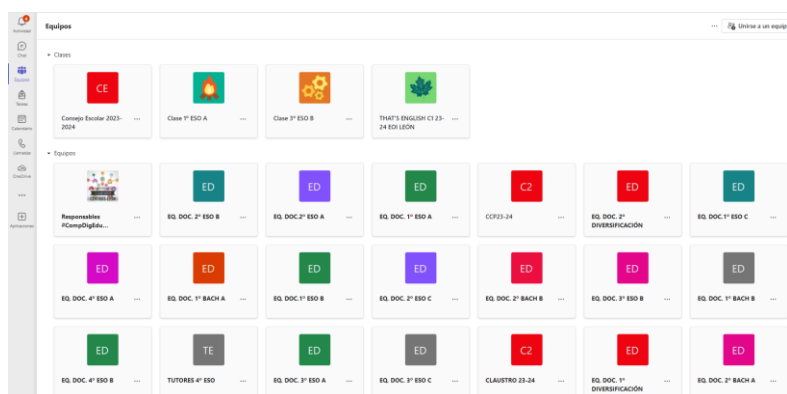 Actividad
Equipos
... Unirse a un equip
Chat
Clases
Equipos
CE
Consejo Escolar 2023-
2024
...
Clase 1º ESO A
...
Clase 3º ESO B
...
THAT'S ENGLISH C1 23-
24 EOI LEÓN
...
Tareas
Calendario
Llamadas
OneDrive
...
Aplicaciones
Equipos
Responsables
#CompDigEdu...
...
ED
EQ. DOC. 2º ESO B
...
ED
EQ. DOC.2º ESO A
...
ED
EQ. DOC. 1º ESO A
...
C2
CCP23-24
...
ED
EQ. DOC. 2º
DIVERSIFICACIÓN
...
ED
EQ. DOC.1º ESO C
...
ED
EQ. DOC. 4º ESO A
...
ED
EQ. DOC. 1º BACH A
...
ED
EQ. DOC.1º ESO B
...
ED
EQ. DOC. 2º ESO C
...
ED
EQ. DOC. 2º BACH B
...
ED
EQ. DOC. 3º ESO B
...
ED
EQ. DOC. 1º BACH B
...
ED
EQ. DOC. 4º ESO B
...
TE
TUTORES 4º ESO
...
ED
EQ. DOC. 3º ESO A
...
ED
EQ. DOC. 3º ESO C
...
C2
CLAUSTRO 23-24
...
ED
EQ. DOC. 1º
DIVERSIFICACIÓN
...
ED
EQ. DOC. 2º BACH A
...